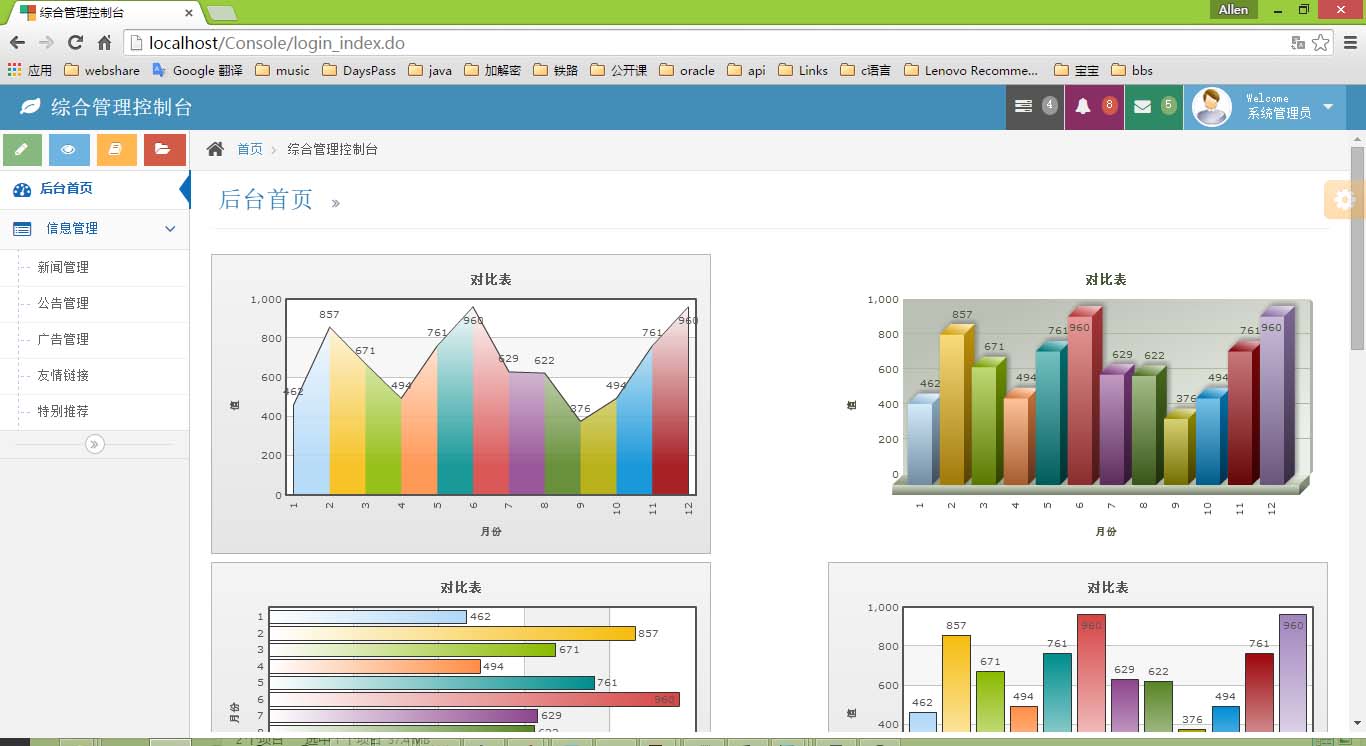 综合管理控制台
Allen
localhost/Console/login_index.do
应用 webshare Google 翻译 music DaysPass java 加解密 铁路 公开课 oracle api Links c语言 Lenovo Recomme... 宝宝 bbs
综合管理控制台 4 8 5 Welcome
系统管理员
首页 综合管理控制台
后台首页
信息管理
新闻管理
公告管理
广告管理
友情链接
特别推荐
后台首页
对比表
1,000
800
600
400
200
0
值
462 857 671 494 761 960 629 622 376 494 761 960
1 2 3 4 5 6 7 8 9 10 11 12
月份
对比表
1,000
800
600
400
200
0
值
462 857 671 494 761 960 629 622 376 494 761 960
1 2 3 4 5 6 7 8 9 10 11 12
月份
对比表
月份
1 462
2 857
3 671
4 494
5 761
6 960
7 629
对比表
1,000
800
600
400
值
462 857 671 494 761 960 629 622 376 494 761 960